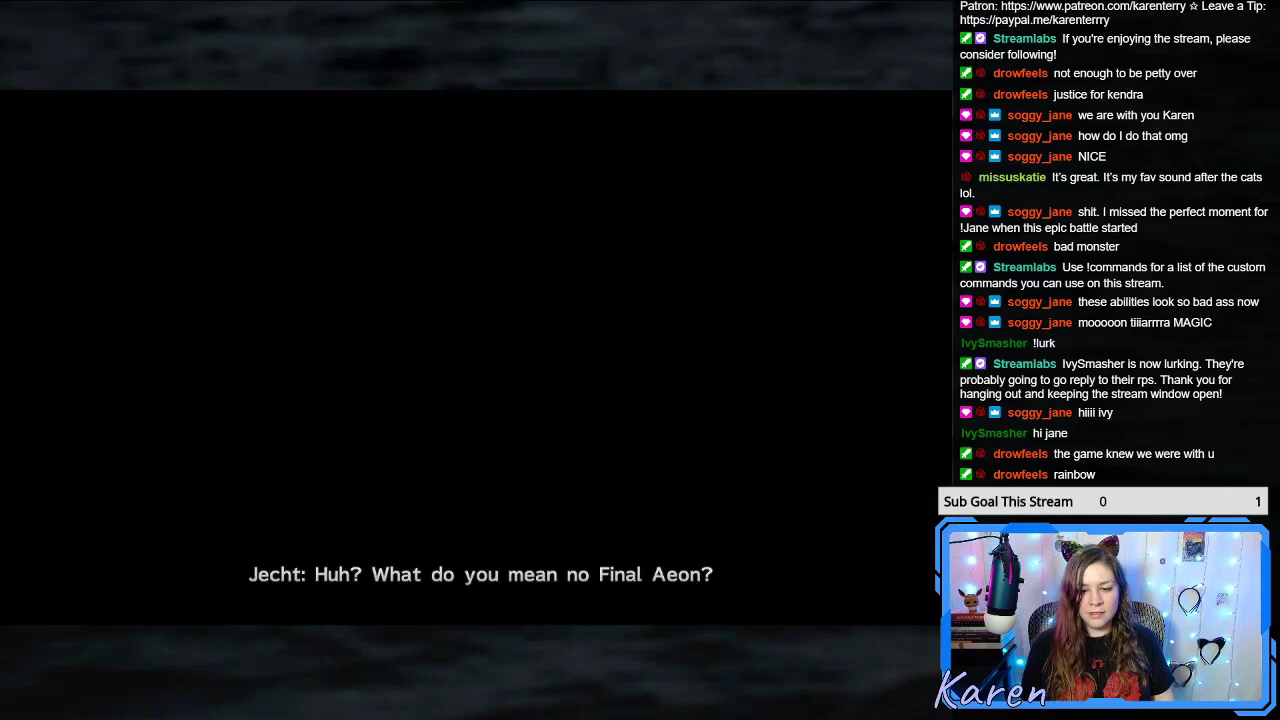 Patron: https://www.patreon.com/karenterry ☆ Leave a Tip:
https://paypal.me/karenterrry
Streamlabs If you're enjoying the stream, please
consider following!
drowfeels not enough to be petty over
drowfeels justice for kendra
soggy_jane we are with you Karen
soggy_jane how do I do that omg
soggy_jane NICE
missuskatie It's great. It's my fav sound after the cats
lol.
soggy_jane shit. I missed the perfect moment for
!Jane when this epic battle started
drowfeels bad monster
Streamlabs Use !commands for a list of the custom
commands you can use on this stream.
soggy_jane these abilities look so bad ass now
soggy_jane mooooon tiiiarrrra MAGIC
IvySmasher !lurk
Streamlabs IvySmasher is now lurking. They're
probably going to go reply to their rps. Thank you for
hanging out and keeping the stream window open!
soggy_jane hiiii ivy
IvySmasher hi jane
drowfeels the game knew we were with u
drowfeels rainbow
Sub Goal This Stream 0 1
Jecht: Huh? What do you mean no Final Aeon?
Karen